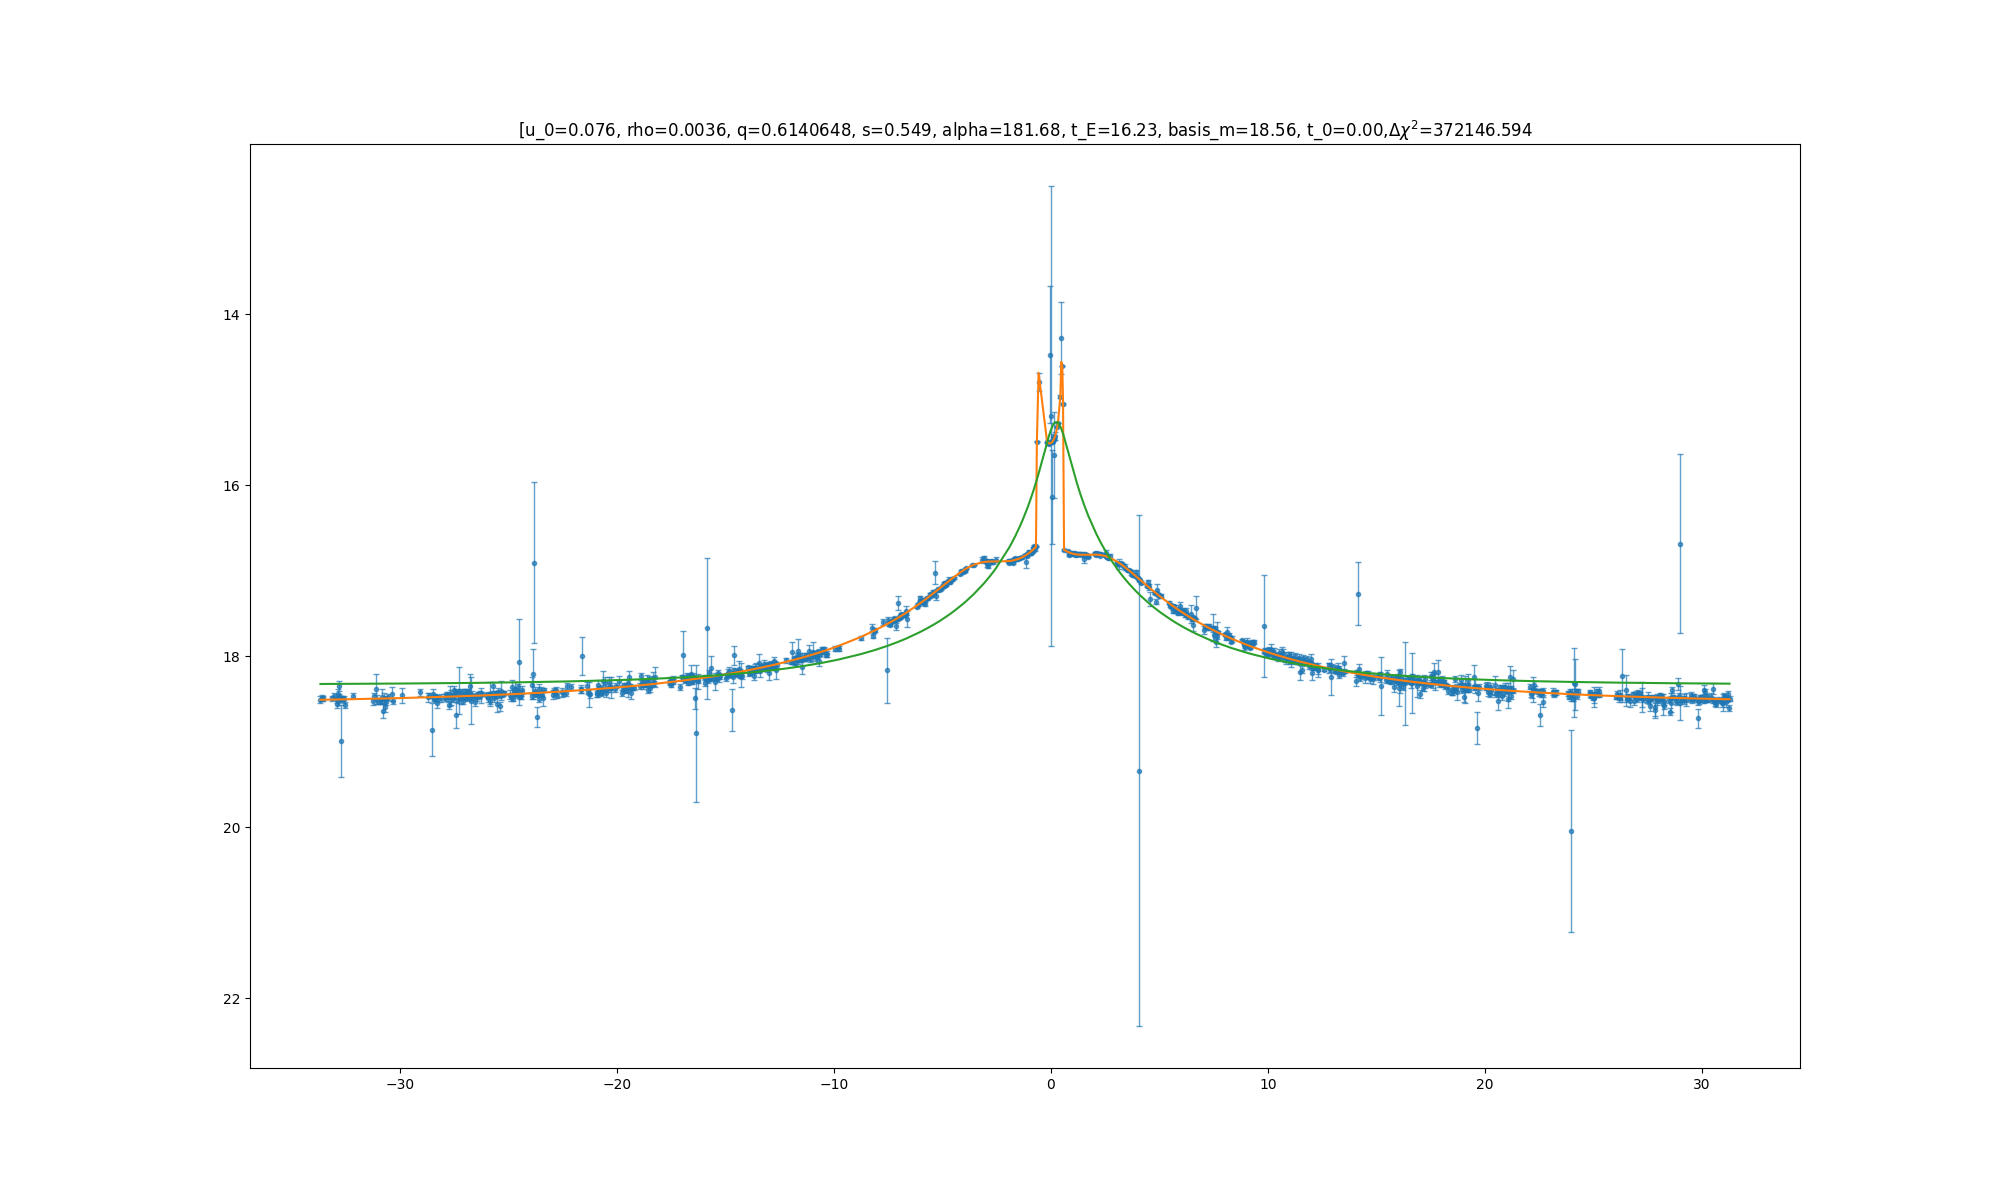 [u_0=0.076, rho=0.0036, q=0.6140648, s=0.549, alpha=181.68, t_E=16.23, basis_m=18.56, t_0=0.00,Δχ²=372146.594
14
16
18
20
22
−30 −20 −10 0 10 20 30